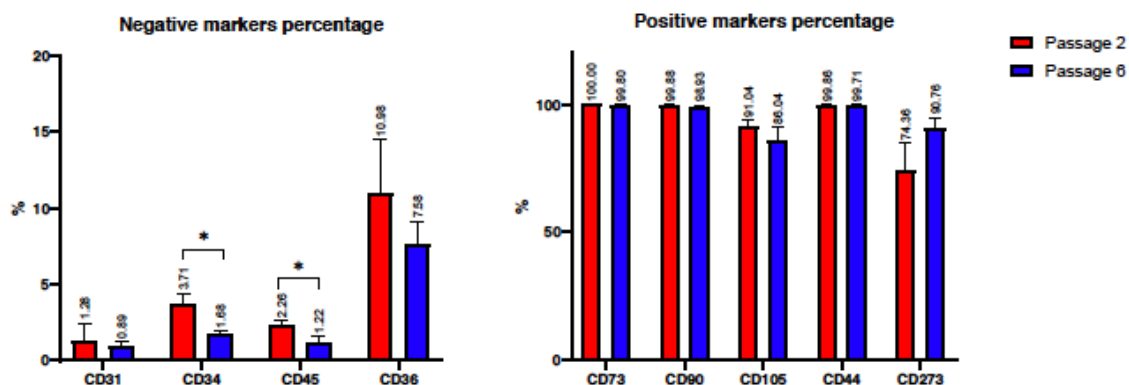 Negative markers percentage
20
15
10
5
0
%
1.28
0.89
3.71
1.68
*
2.26
1.22
*
10.98
7.58
CD31
CD34
CD45
CD36
Positive markers percentage
100
50
0
%
100.00
99.80
99.88
98.93
91.04
86.04
99.86
99.71
74.36
90.76
CD73
CD90
CD105
CD44
CD273
Passage 2
Passage 6